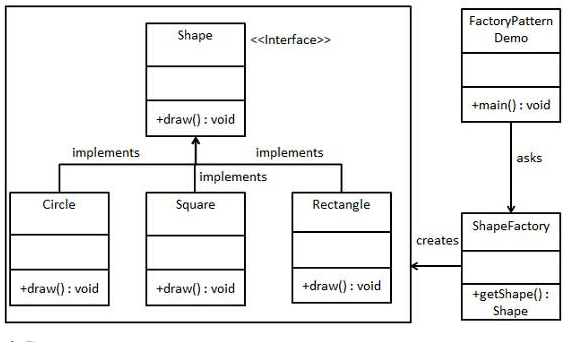 Shape
<<Interface>>
+draw() : void
implements
implements
implements
Circle
+draw() : void
Square
+draw() : void
Rectangle
+draw() : void
FactoryPattern
Demo
+main() : void
asks
ShapeFactory
+getShape() :
Shape
creates